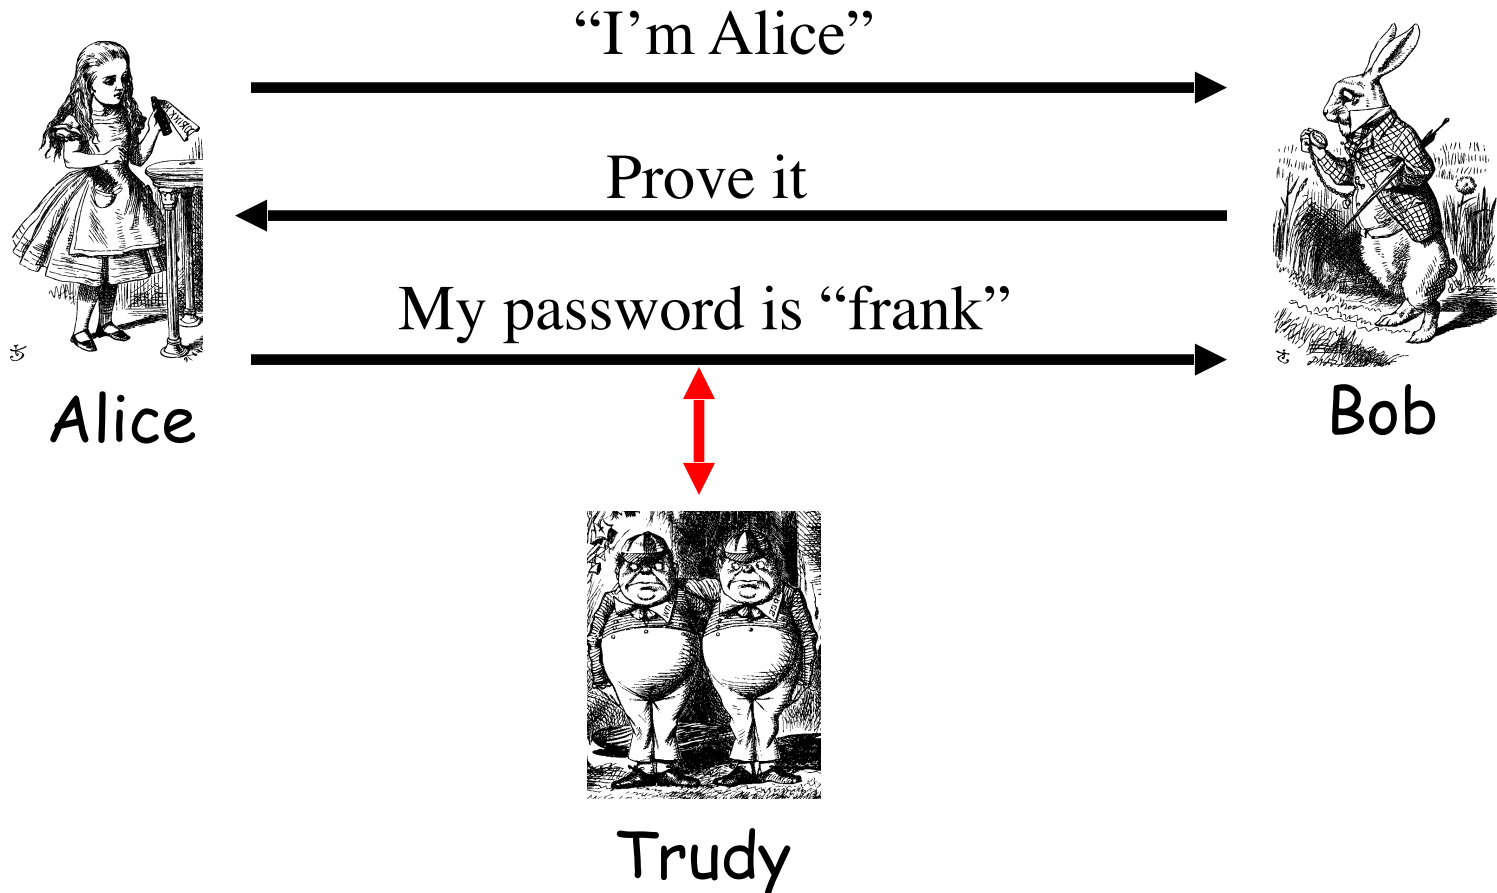 “I’m Alice”
Prove it
My password is “frank”
Alice
Bob
Trudy